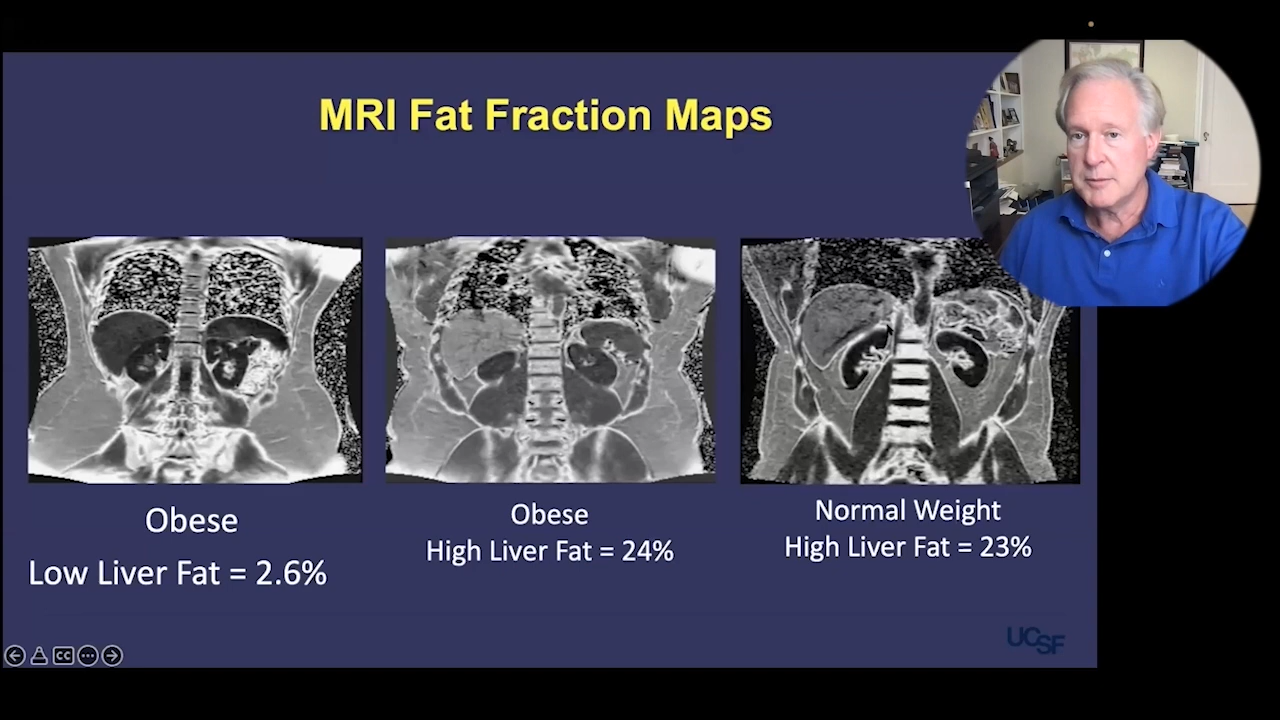 MRI Fat Fraction Maps
Obese
Low Liver Fat = 2.6%
Obese
High Liver Fat = 24%
Normal Weight
High Liver Fat = 23%
UCSF
CC